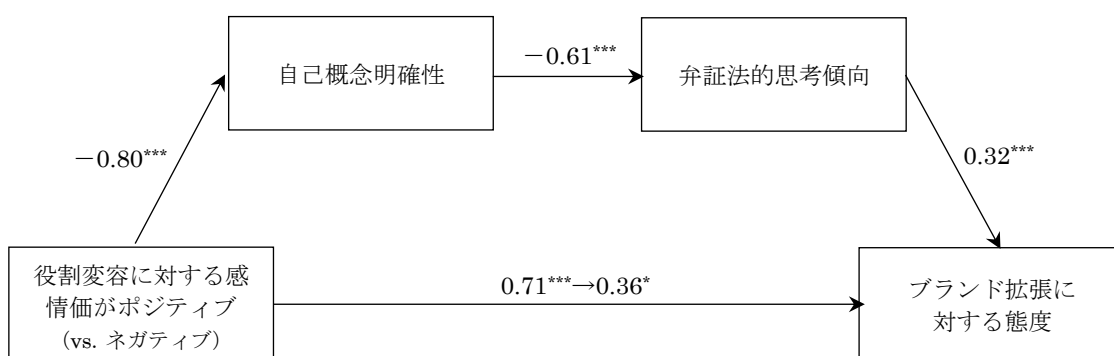 自己概念明確性
−0.61***
弁証法的思考傾向
−0.80***
0.32***
役割変容に対する感
情価がポジティブ
（vs. ネガティブ）
0.71***→0.36*
ブランド拡張に
対する態度